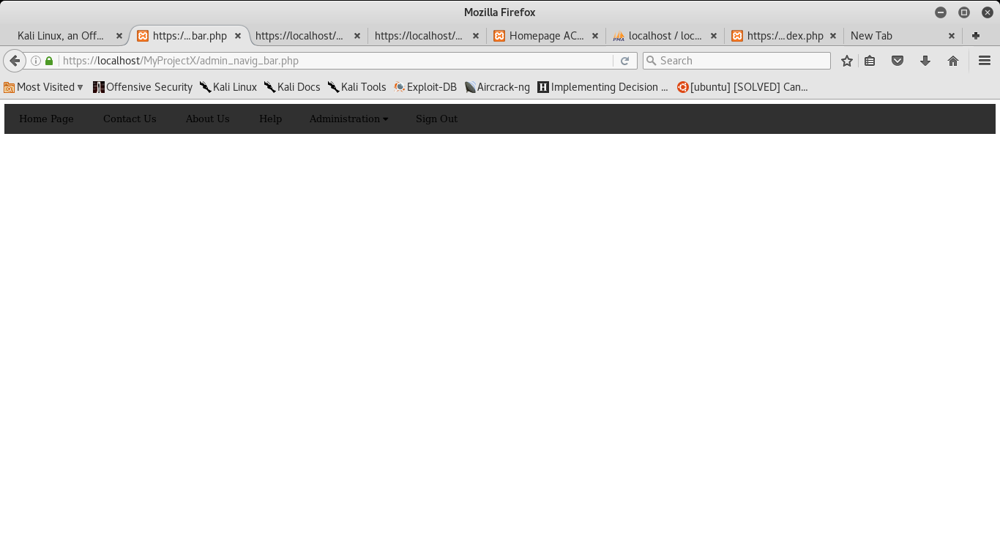 Mozilla Firefox
Kali Linux, an Off... https:/...bar.php https://localhost/... https://localhost/... Homepage AC... localhost / loc... https:/...dex.php New Tab
https://localhost/MyProjectX/admin_navig_bar.php Search
Most Visited Offensive Security Kali Linux Kali Docs Kali Tools Exploit-DB Aircrack-ng Implementing Decision ... [ubuntu] [SOLVED] Can...
Home Page Contact Us About Us Help Administration Sign Out